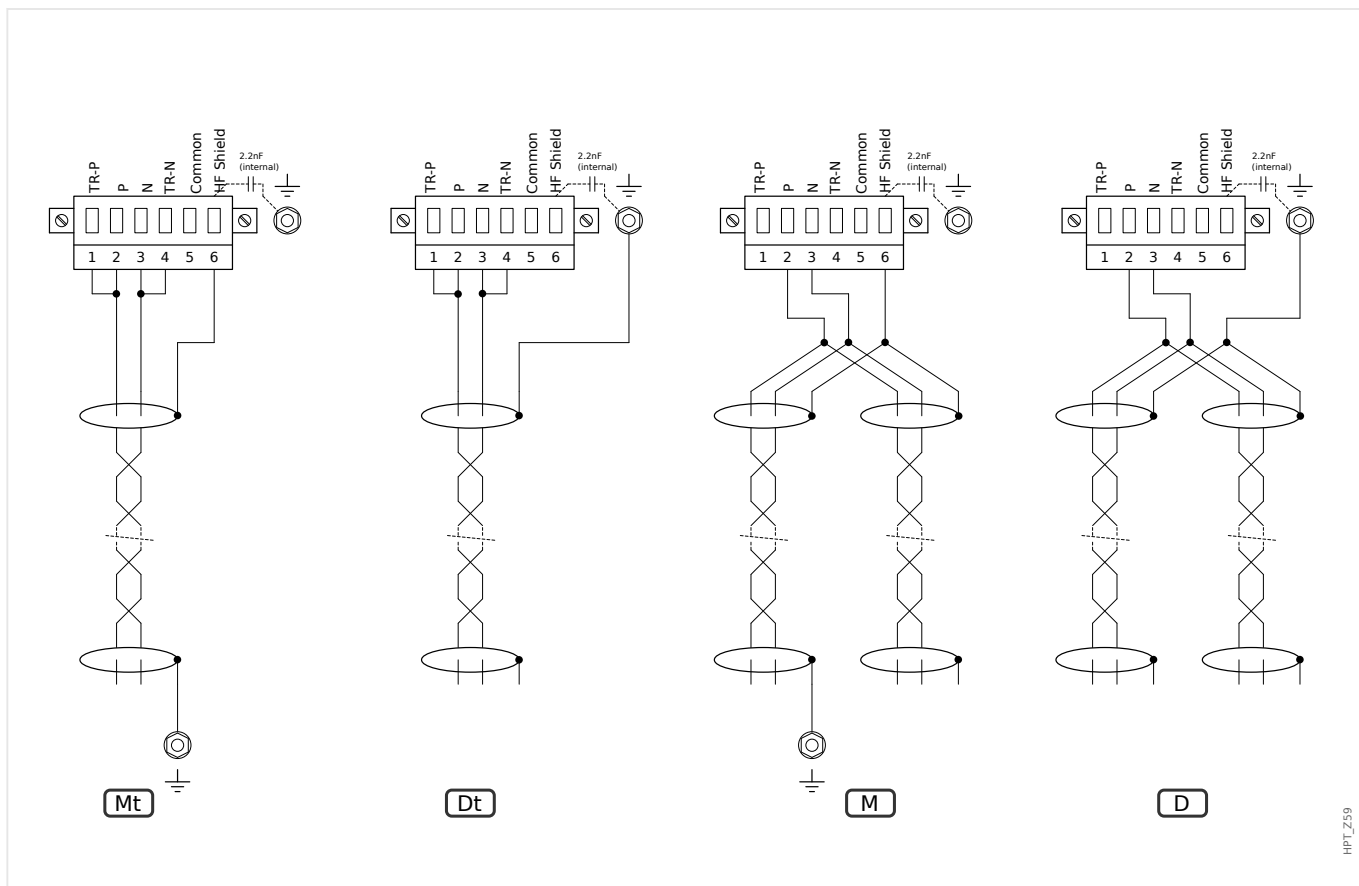 TR-P P N TR-N Common HF Shield
2.2nF
(internal)
1 2 3 4 5 6
Mt
TR-P P N TR-N Common HF Shield
2.2nF
(internal)
1 2 3 4 5 6
Dt
TR-P P N TR-N Common HF Shield
2.2nF
(internal)
1 2 3 4 5 6
M
TR-P P N TR-N Common HF Shield
2.2nF
(internal)
1 2 3 4 5 6
D
HPT_Z59